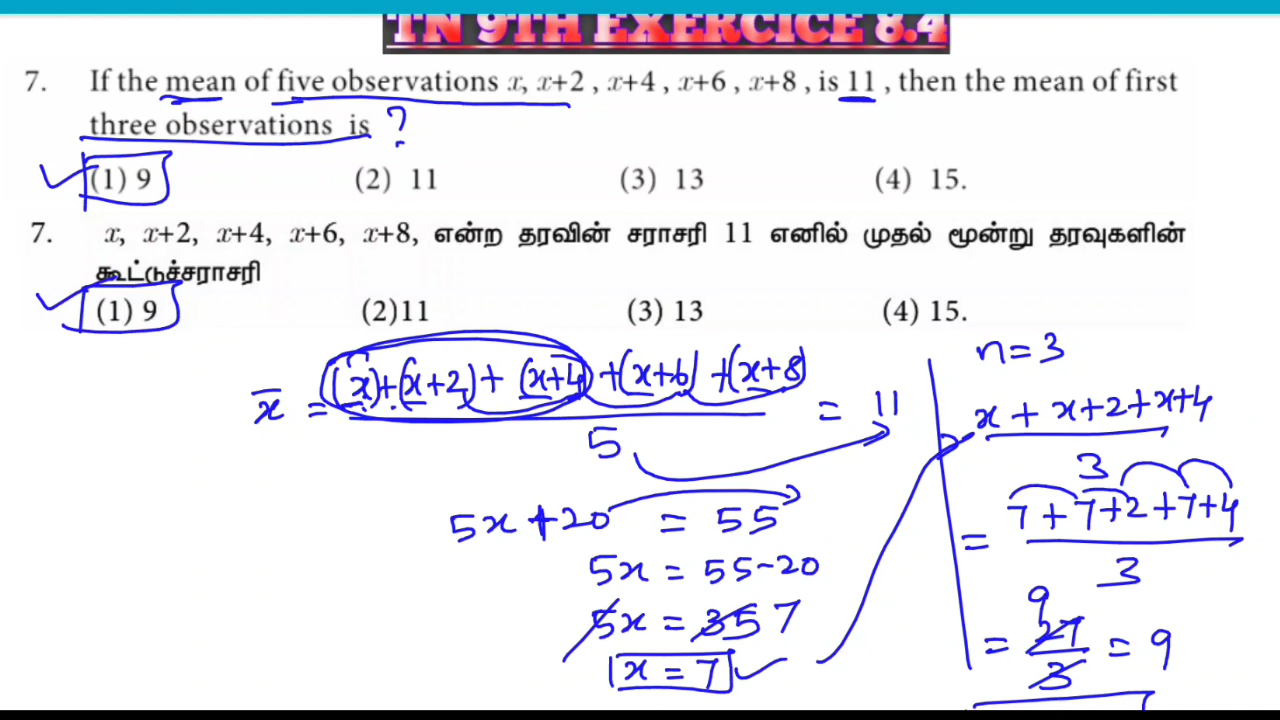 TN 9TH EXERCICE 8.4
7. If the mean of five observations x, x+2 , x+4 , x+6 , x+8 , is 11 , then the mean of first
three observations is ?
(1) 9 (2) 11 (3) 13 (4) 15.
7. x, x+2, x+4, x+6, x+8, என்ற தரவின் சராசரி 11 எனில் முதல் மூன்று தரவுகளின்
கூட்டுச்சராசரி
(1) 9 (2)11 (3) 13 (4) 15.
x̅ = (x)+(x+2)+(x+4)+(x+6)+(x+8) = 11
5
5x+20 = 55
5x = 55-20
5x = 35 7
x = 7
n=3
x + x+2+x+4
3
= 7+7+2+7+4
3
9
= 27 = 9
3